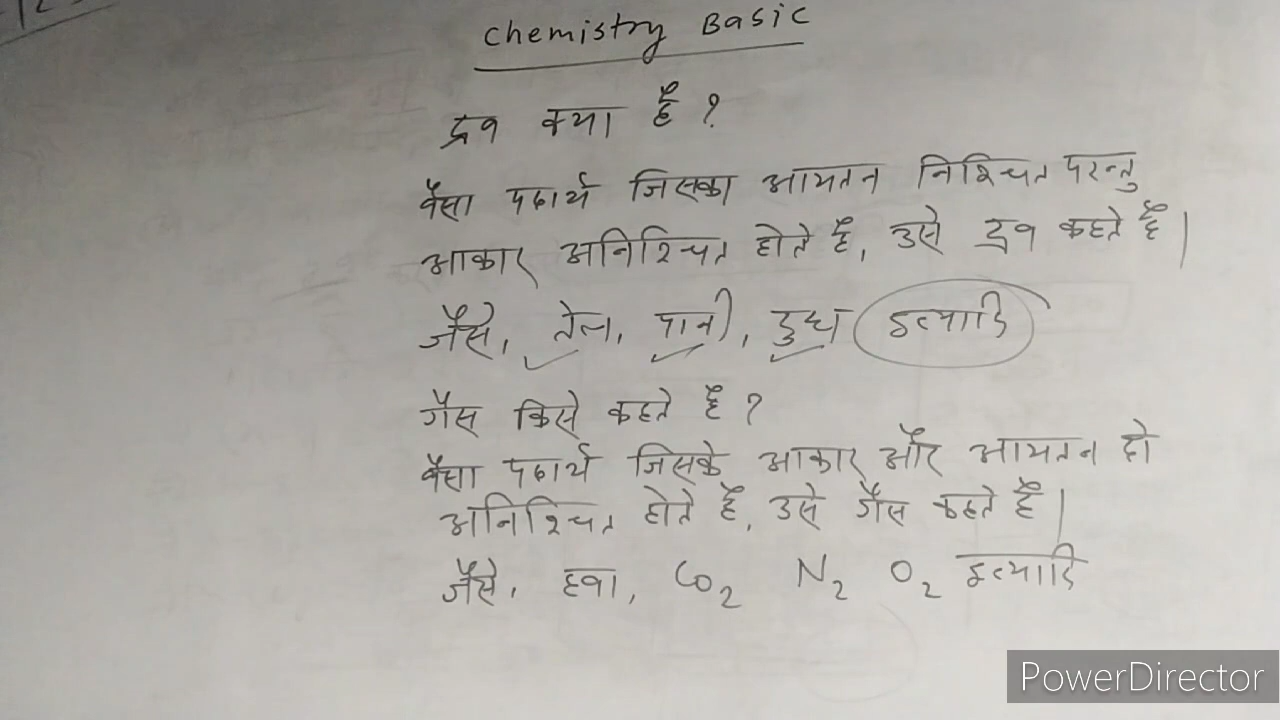 Chemistry Basic
द्रव क्या है ?
वैसा पदार्थ जिसका आयतन निश्चित परन्तु
आकार अनिश्चित होते है, उसे द्रव कहते है।
जैसे, तेल, पानी, दुध इत्यादि
गैस किसे कहते है ?
वैसा पदार्थ जिसके आकार और आयतन दो
अनिश्चित होते है, उसे गैस कहते है।
जैसे, हवा, CO₂ N₂ O₂ इत्यादि
PowerDirector